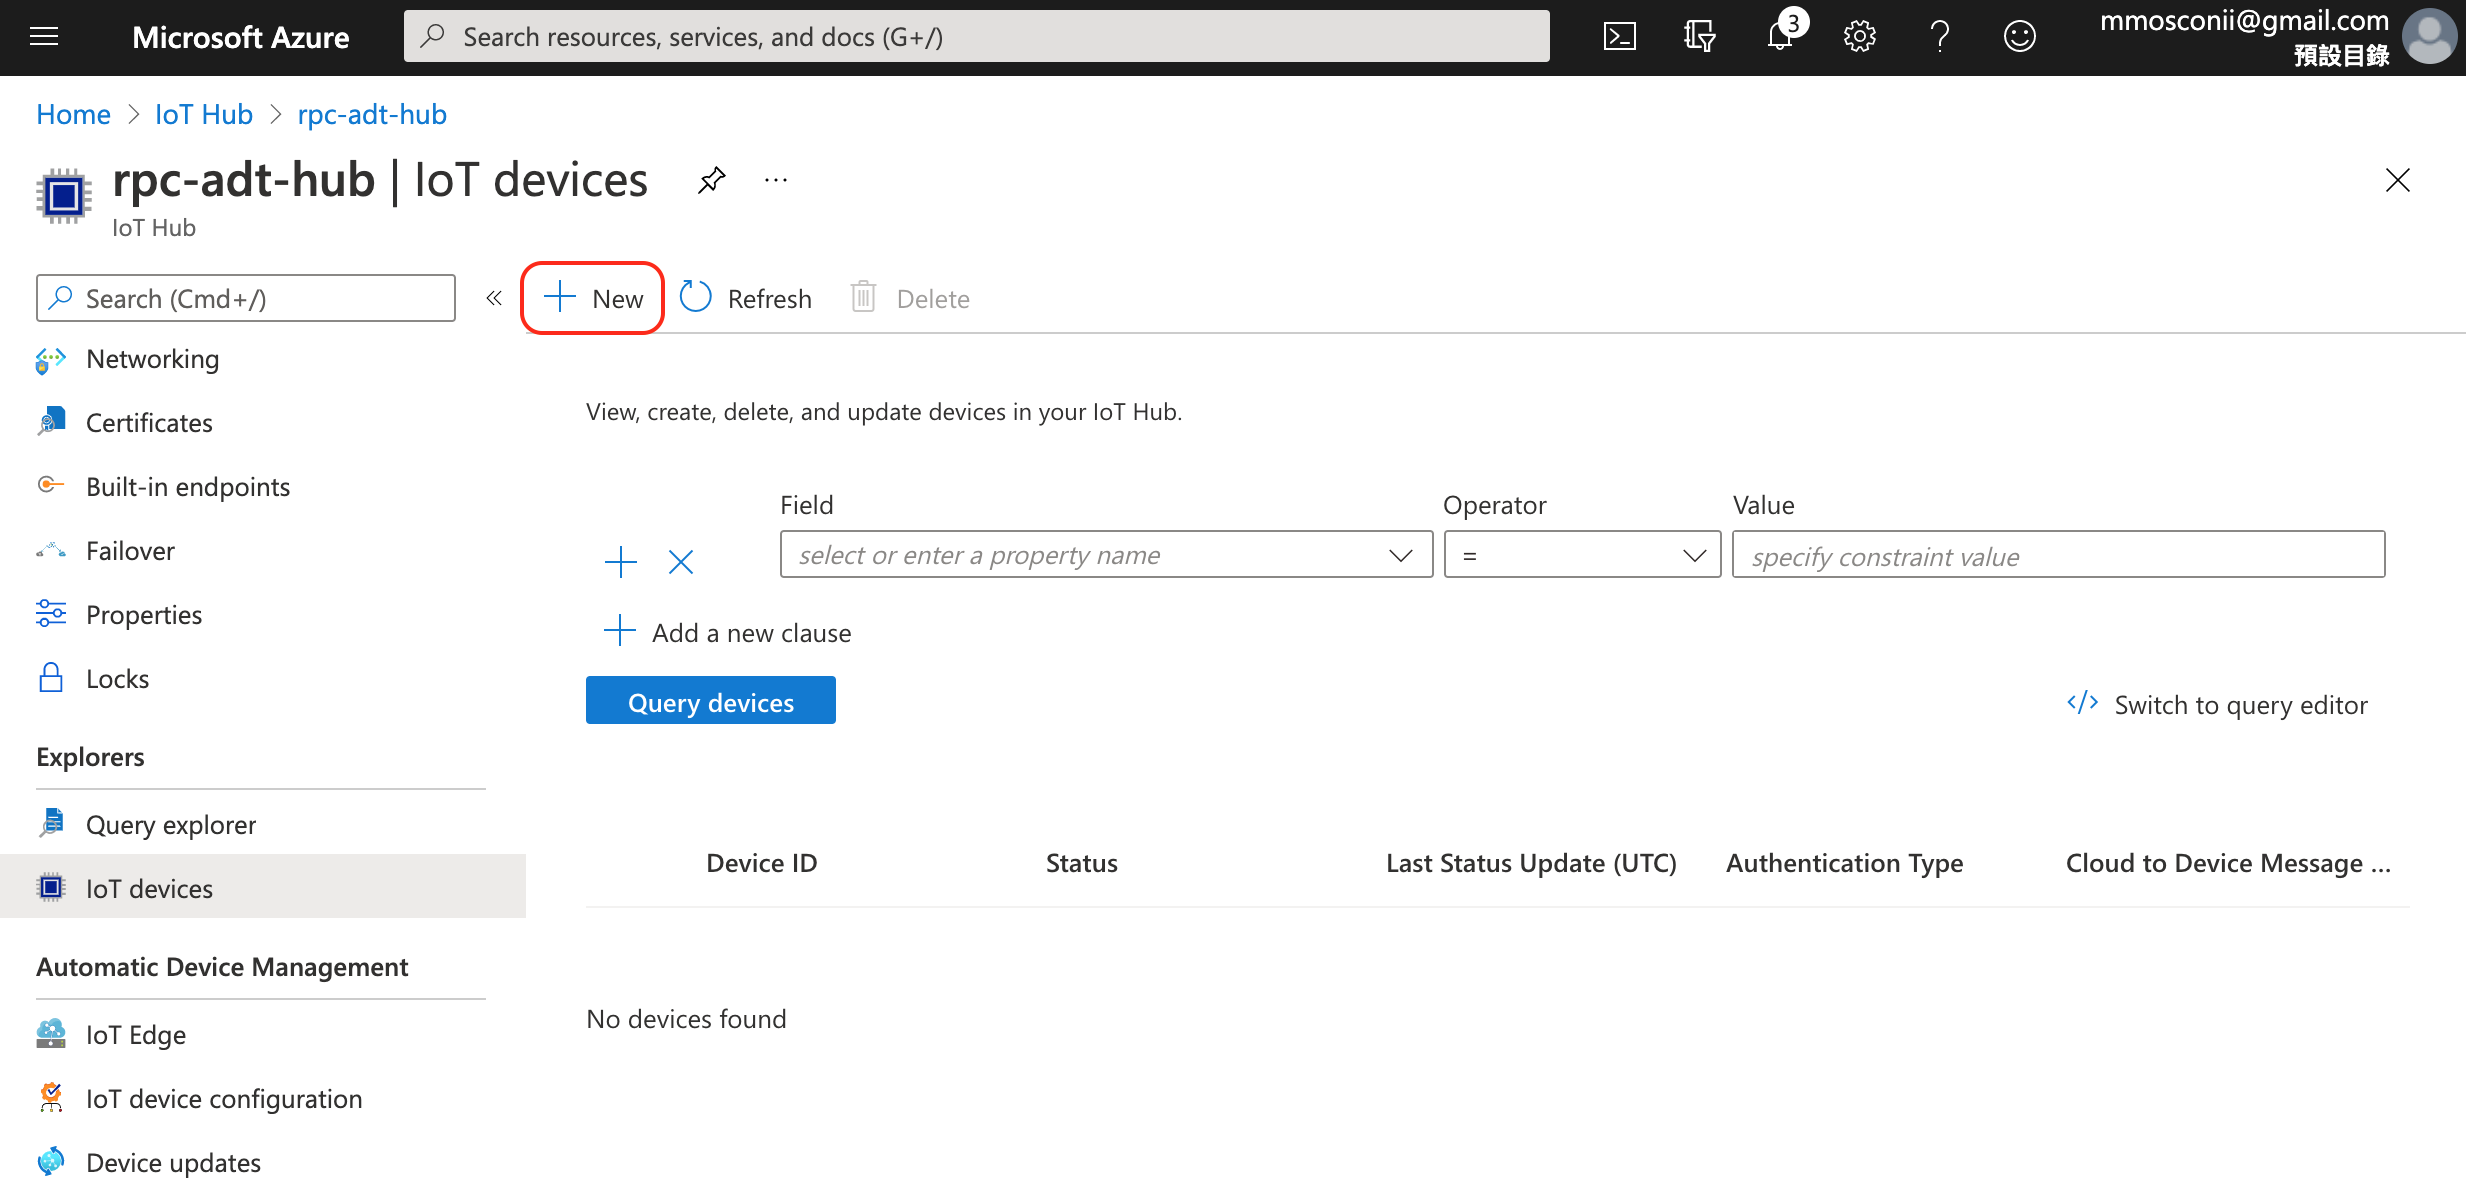 Microsoft Azure
Search resources, services, and docs (G+/)
3
mmosconii@gmail.com
預設目錄
Home > IoT Hub > rpc-adt-hub
rpc-adt-hub | IoT devices
IoT Hub
Search (Cmd+/)
New
Refresh
Delete
Networking
Certificates
Built-in endpoints
Failover
Properties
Locks
Explorers
Query explorer
IoT devices
Automatic Device Management
IoT Edge
IoT device configuration
Device updates
View, create, delete, and update devices in your IoT Hub.
Field
Operator
Value
select or enter a property name
=
specify constraint value
Add a new clause
Query devices
</> Switch to query editor
Device ID
Status
Last Status Update (UTC)
Authentication Type
Cloud to Device Message ...
No devices found